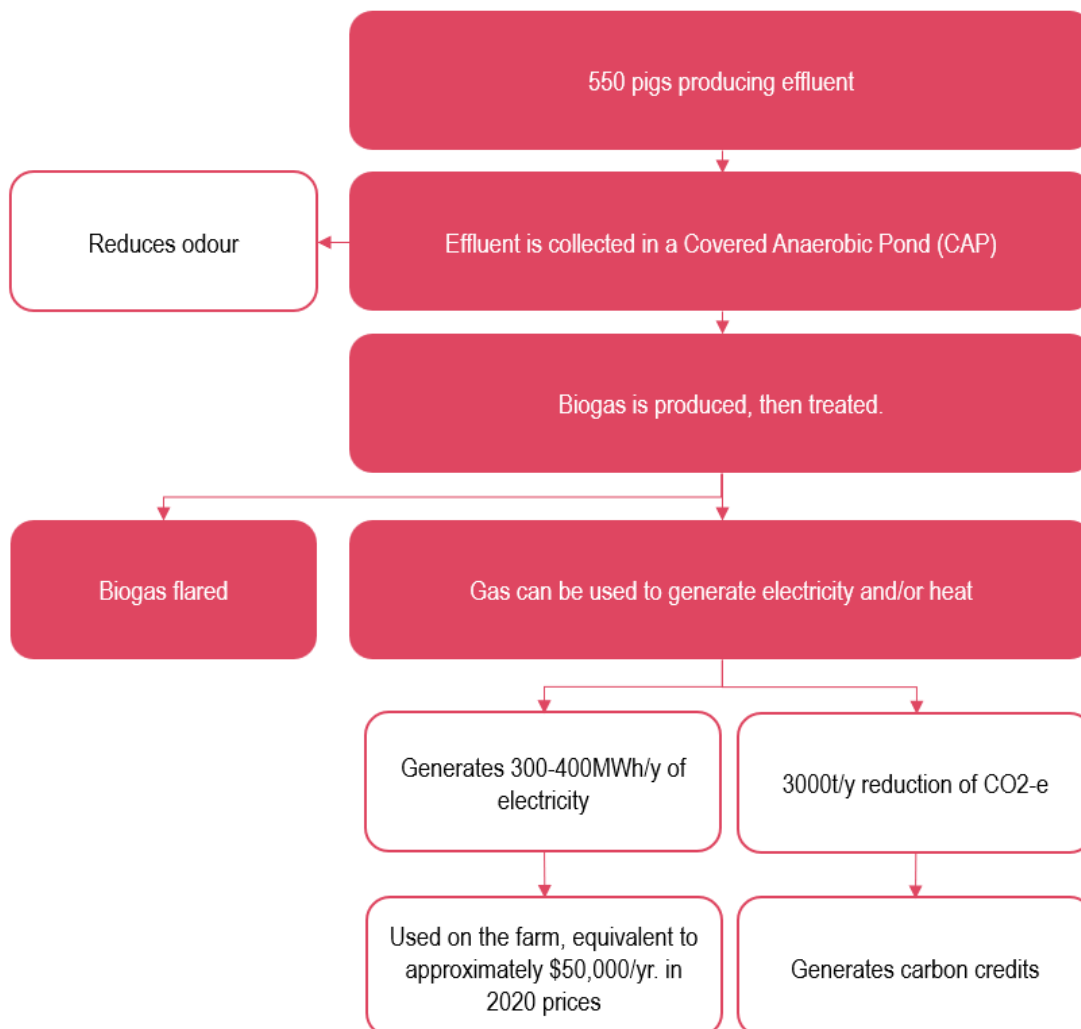 550 pigs producing effluent
Reduces odour
Effluent is collected in a Covered Anaerobic Pond (CAP)
Biogas is produced, then treated.
Biogas flared
Gas can be used to generate electricity and/or heat
Generates 300-400MWh/y of
electricity
3000t/y reduction of CO2-e
Used on the farm, equivalent to
approximately $50,000/yr. in
2020 prices
Generates carbon credits